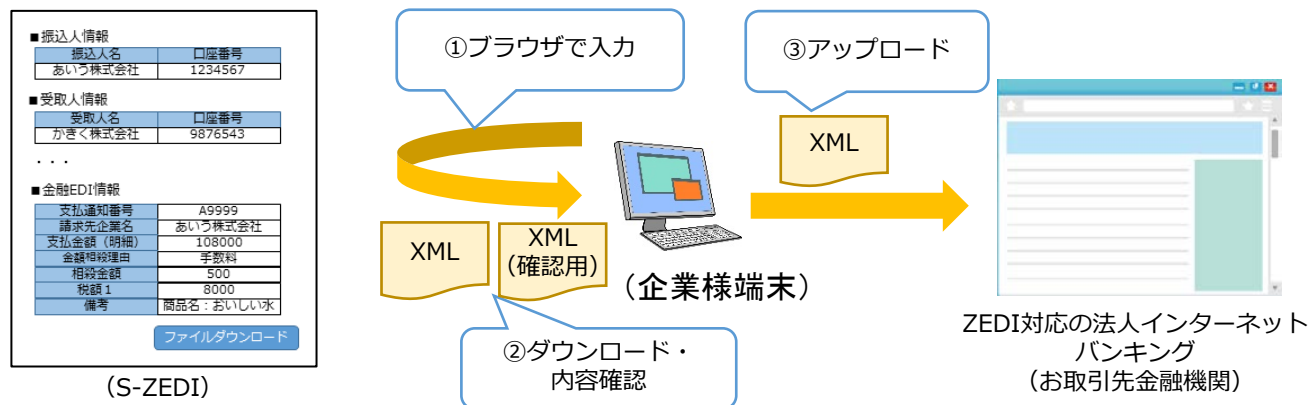 ■振込人情報
振込人名 口座番号
あいう株式会社 1234567
■受取人情報
受取人名 口座番号
かきく株式会社 9876543
・・・
■金融EDI情報
支払通知番号 A9999
請求先企業名 あいう株式会社
支払金額（明細） 108000
金額相殺理由 手数料
相殺金額 500
税額１ 8000
備考 商品名：おいしい水
ファイルダウンロード
（S-ZEDI）
①ブラウザで入力
XML
XML
（確認用）
②ダウンロード・
内容確認
（企業様端末）
③アップロード
XML
ZEDI対応の法人インターネット
バンキング
（お取引先金融機関）